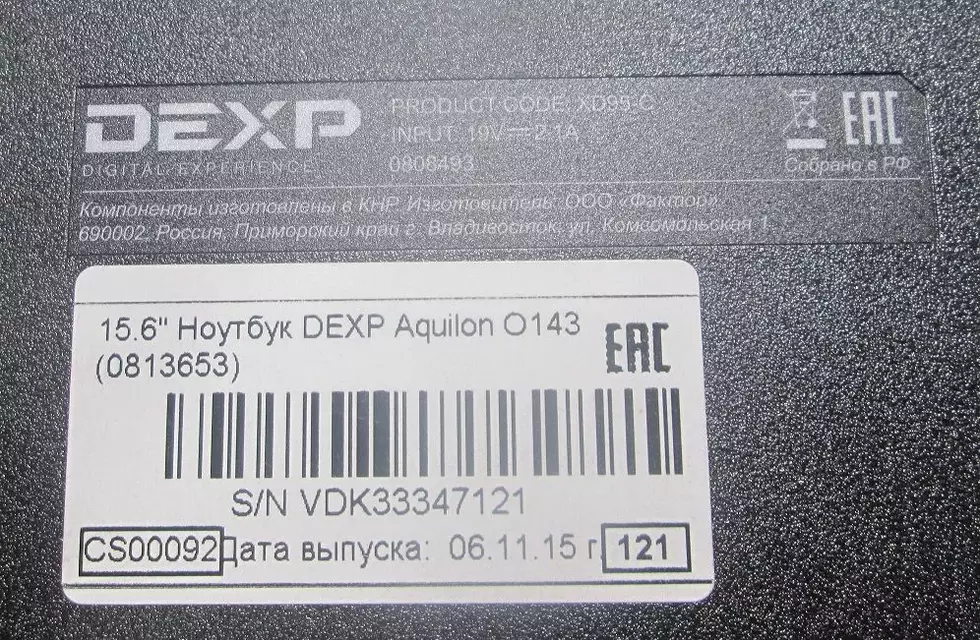 DEXP
DIGITAL EXPERIENCE
PRODUCT CODE: XD95-C
INPUT: 19V⎓2.1A
0808493
EAC
Собрано в РФ
Компоненты изготовлены в КНР. Изготовитель: ООО «Фактор»,
690002, Россия, Приморский край г. Владивосток, ул. Комсомольская 1
15.6" Ноутбук DEXP Aquilon O143
(0813653)
EAC
S/N VDK33347121
CS00092 Дата выпуска: 06.11.15 г. 121